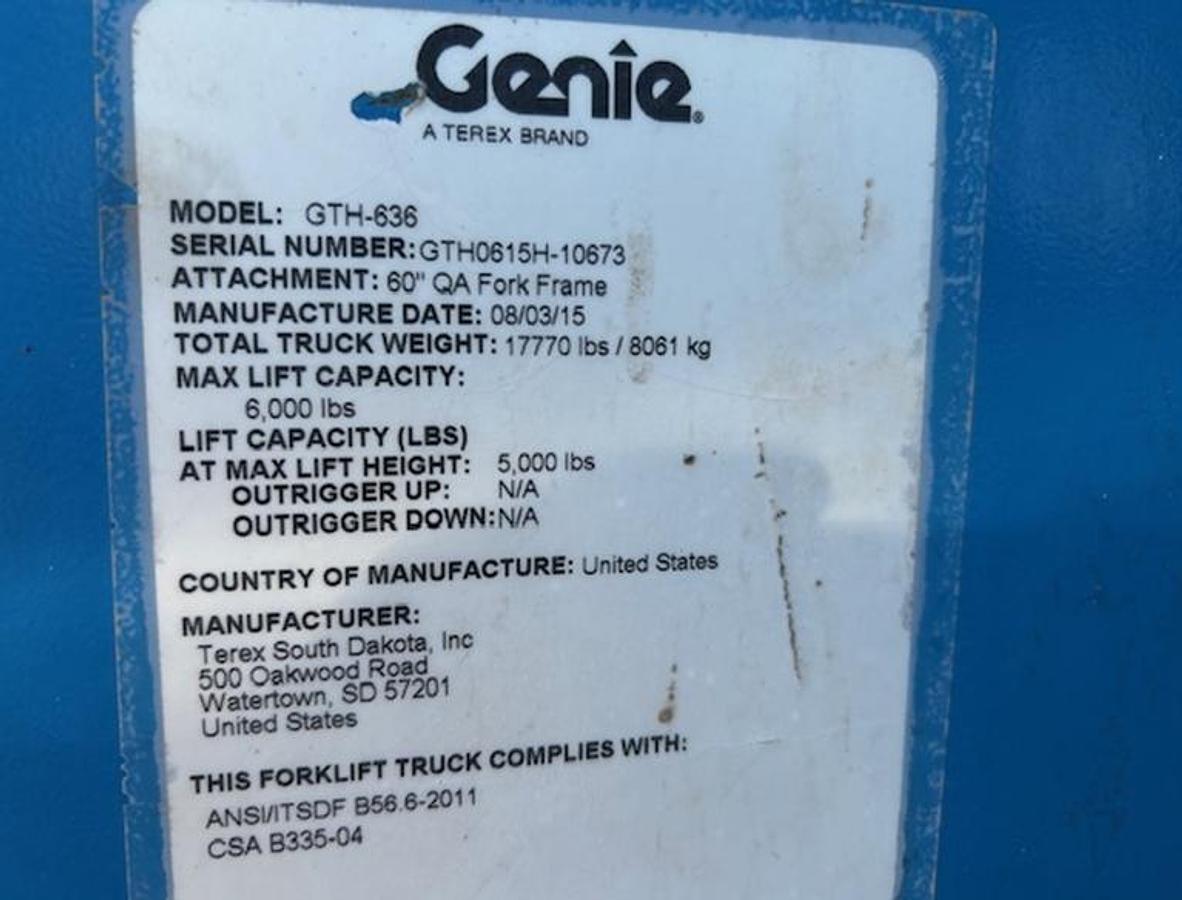 Genie®
A TEREX BRAND
MODEL: GTH-636
SERIAL NUMBER:GTH0615H-10673
ATTACHMENT: 60" QA Fork Frame
MANUFACTURE DATE: 08/03/15
TOTAL TRUCK WEIGHT: 17770 lbs / 8061 kg
MAX LIFT CAPACITY:
6,000 lbs
LIFT CAPACITY (LBS)
AT MAX LIFT HEIGHT: 5,000 lbs
OUTRIGGER UP: N/A
OUTRIGGER DOWN:N/A
COUNTRY OF MANUFACTURE: United States
MANUFACTURER:
Terex South Dakota, Inc
500 Oakwood Road
Watertown, SD 57201
United States
THIS FORKLIFT TRUCK COMPLIES WITH:
ANSI/ITSDF B56.6-2011
CSA B335-04